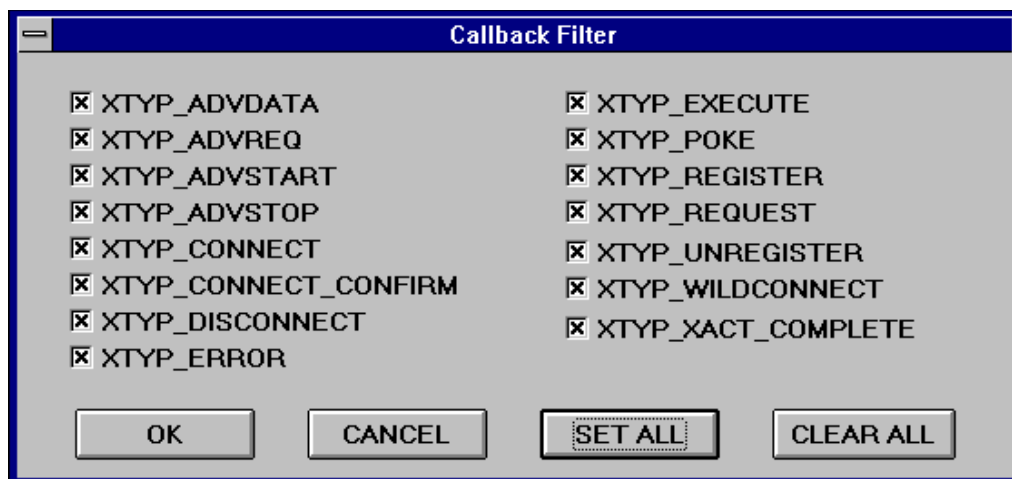 Callback Filter
XTYP_ADVDATA
XTYP_ADVREQ
XTYP_ADVSTART
XTYP_ADVSTOP
XTYP_CONNECT
XTYP_CONNECT_CONFIRM
XTYP_DISCONNECT
XTYP_ERROR
XTYP_EXECUTE
XTYP_POKE
XTYP_REGISTER
XTYP_REQUEST
XTYP_UNREGISTER
XTYP_WILDCONNECT
XTYP_XACT_COMPLETE
OK
CANCEL
SET ALL
CLEAR ALL